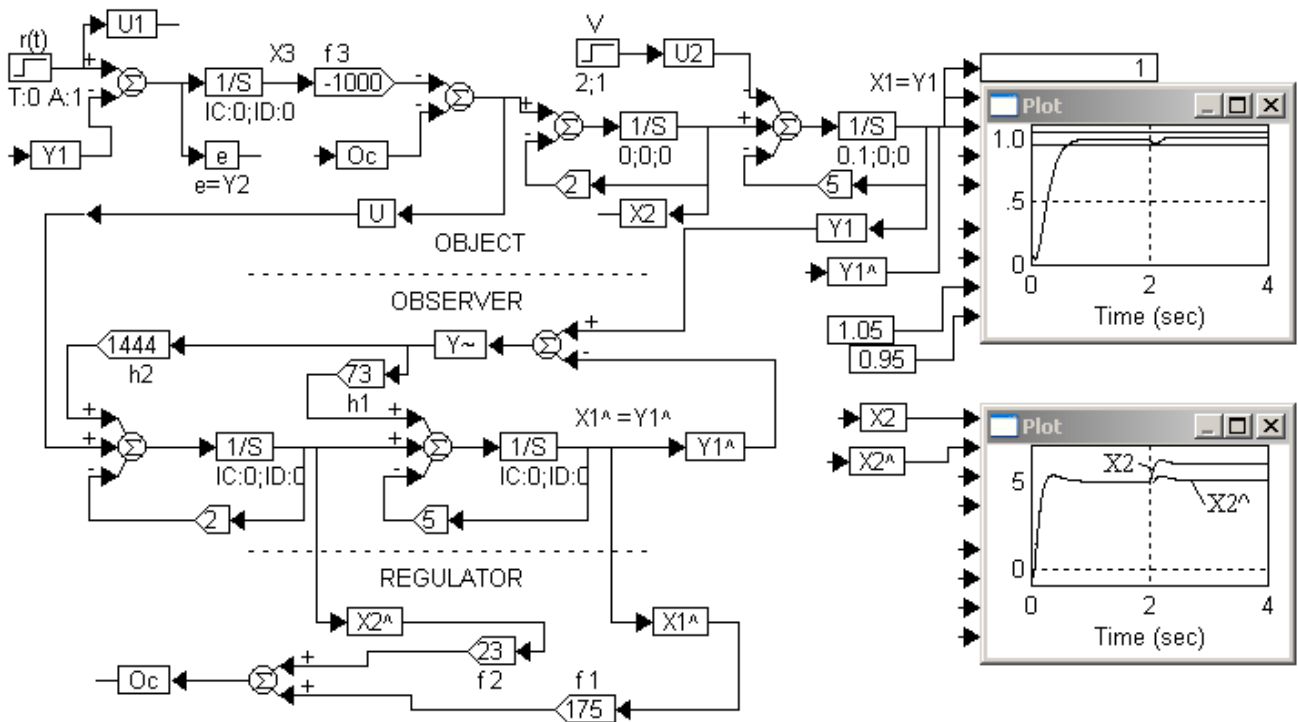 r(t)
U1
T:0 A:1
+
-
Σ
1/S
IC:0;ID:0
X3
f3
-1000
-
-
Σ
Y1
e
e=Y2
Oc
+
-
Σ
1/S
0;0;0
2
X2
V
2;1
U2
-
+
-
Σ
1/S
0.1;0;0
5
X1=Y1
Y1
Y1^
1
Plot
1.0
.5
0
0
2
4
Time (sec)
1.05
0.95
U
OBJECT
OBSERVER
1444
h2
73
h1
Y~
+
-
Σ
+
+
-
Σ
1/S
IC:0;ID:0
2
+
+
-
Σ
1/S
IC:0;ID:0
5
X1^=Y1^
Y1^
X2
X2^
Plot
5
0
X2
X2^
0
2
4
Time (sec)
REGULATOR
X2^
X1^
23
f2
f1
175
+
+
Σ
Oc